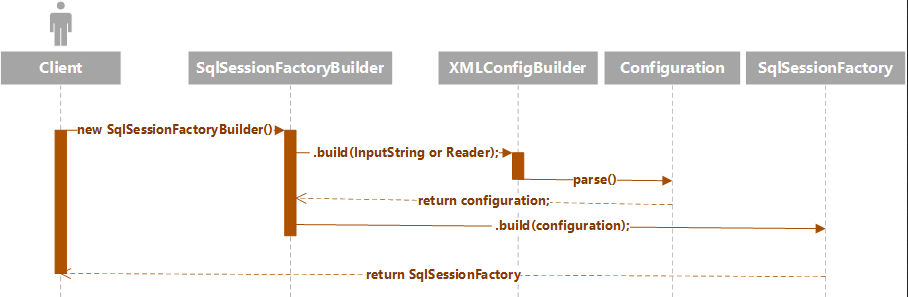 Client
SqlSessionFactoryBuilder
XMLConfigBuilder
Configuration
SqlSessionFactory
new SqlSessionFactoryBuilder()
.build(InputString or Reader);
parse()
return configuration;
.build(configuration);
return SqlSessionFactory